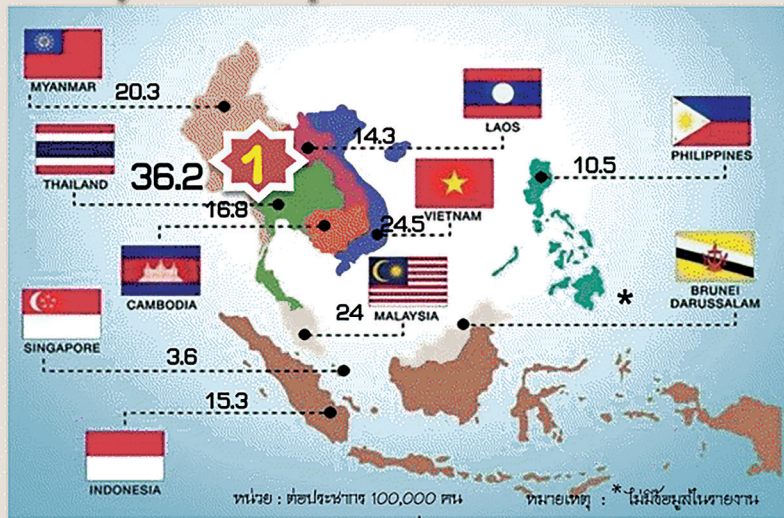 MYANMAR
20.3
THAILAND
36.2
1
LAOS
14.3
PHILIPPINES
10.5
VIETNAM
24.5
16.8
CAMBODIA
MALAYSIA
24
BRUNEI
DARUSSALAM
*
SINGAPORE
3.6
15.3
INDONESIA
หน่วย : ต่อประชากร 100,000 คน
หมายเหตุ : * ไม่มีข้อมูลในรายงาน